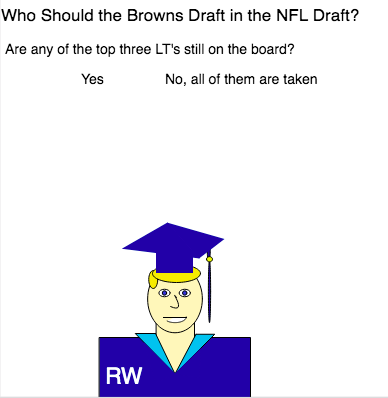 Who Should the Browns Draft in the NFL Draft?
Are any of the top three LT's still on the board?
Yes No, all of them are taken
RW